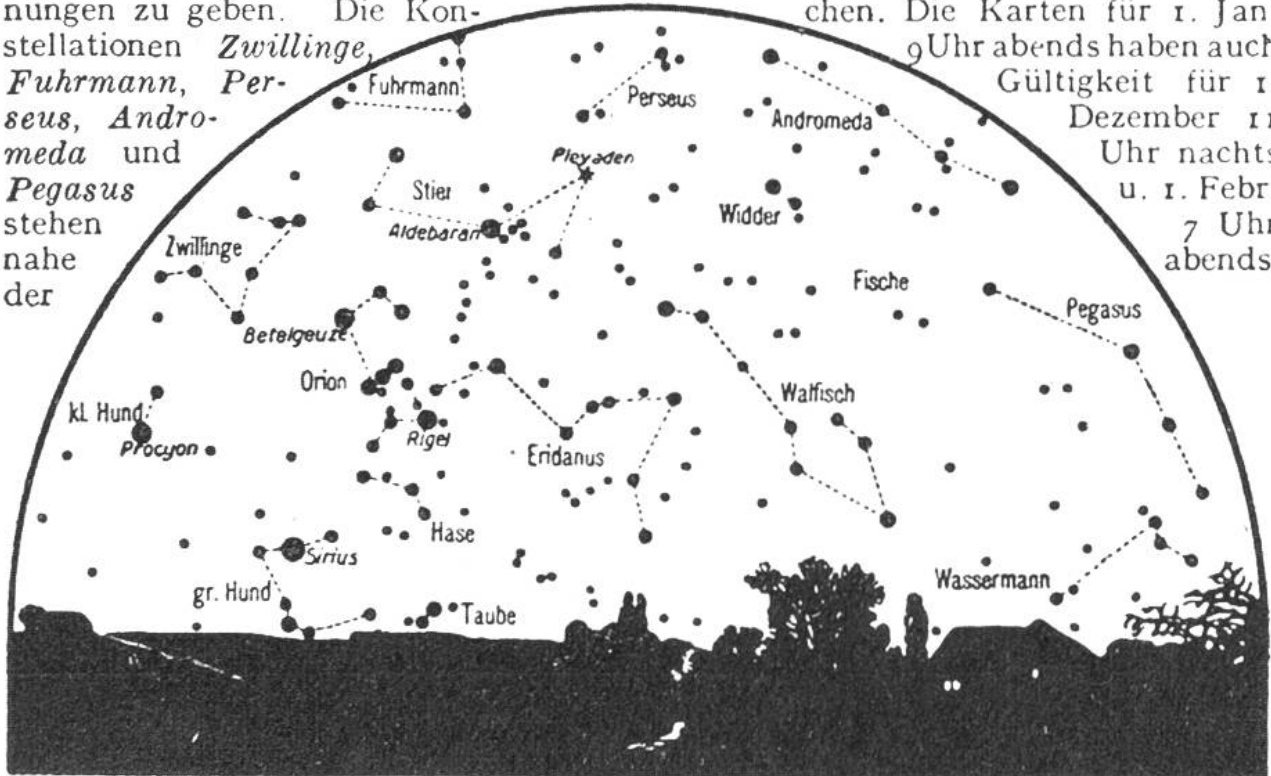 nungen zu geben. Die Kon-
stellationen Zwillinge,
Fuhrmann, Per-
seus, Andro-
meda und
Pegasus
stehen
nahe
der
chen. Die Karten für 1. Jan.
9 Uhr abends haben auch
Gültigkeit für 1.
Dezember 11
Uhr nachts
u. 1. Febr.
7 Uhr
abends.
Fuhrmann
Perseus
Andromeda
Pleyaden
Stier
Widder
Aldebaran
Zwillinge
Fische
Pegasus
Beteigeuze
Orion
Walfisch
kl. Hund
Procyon
Rigel
Eridanus
Hase
Sirius
Wassermann
gr. Hund
Taube